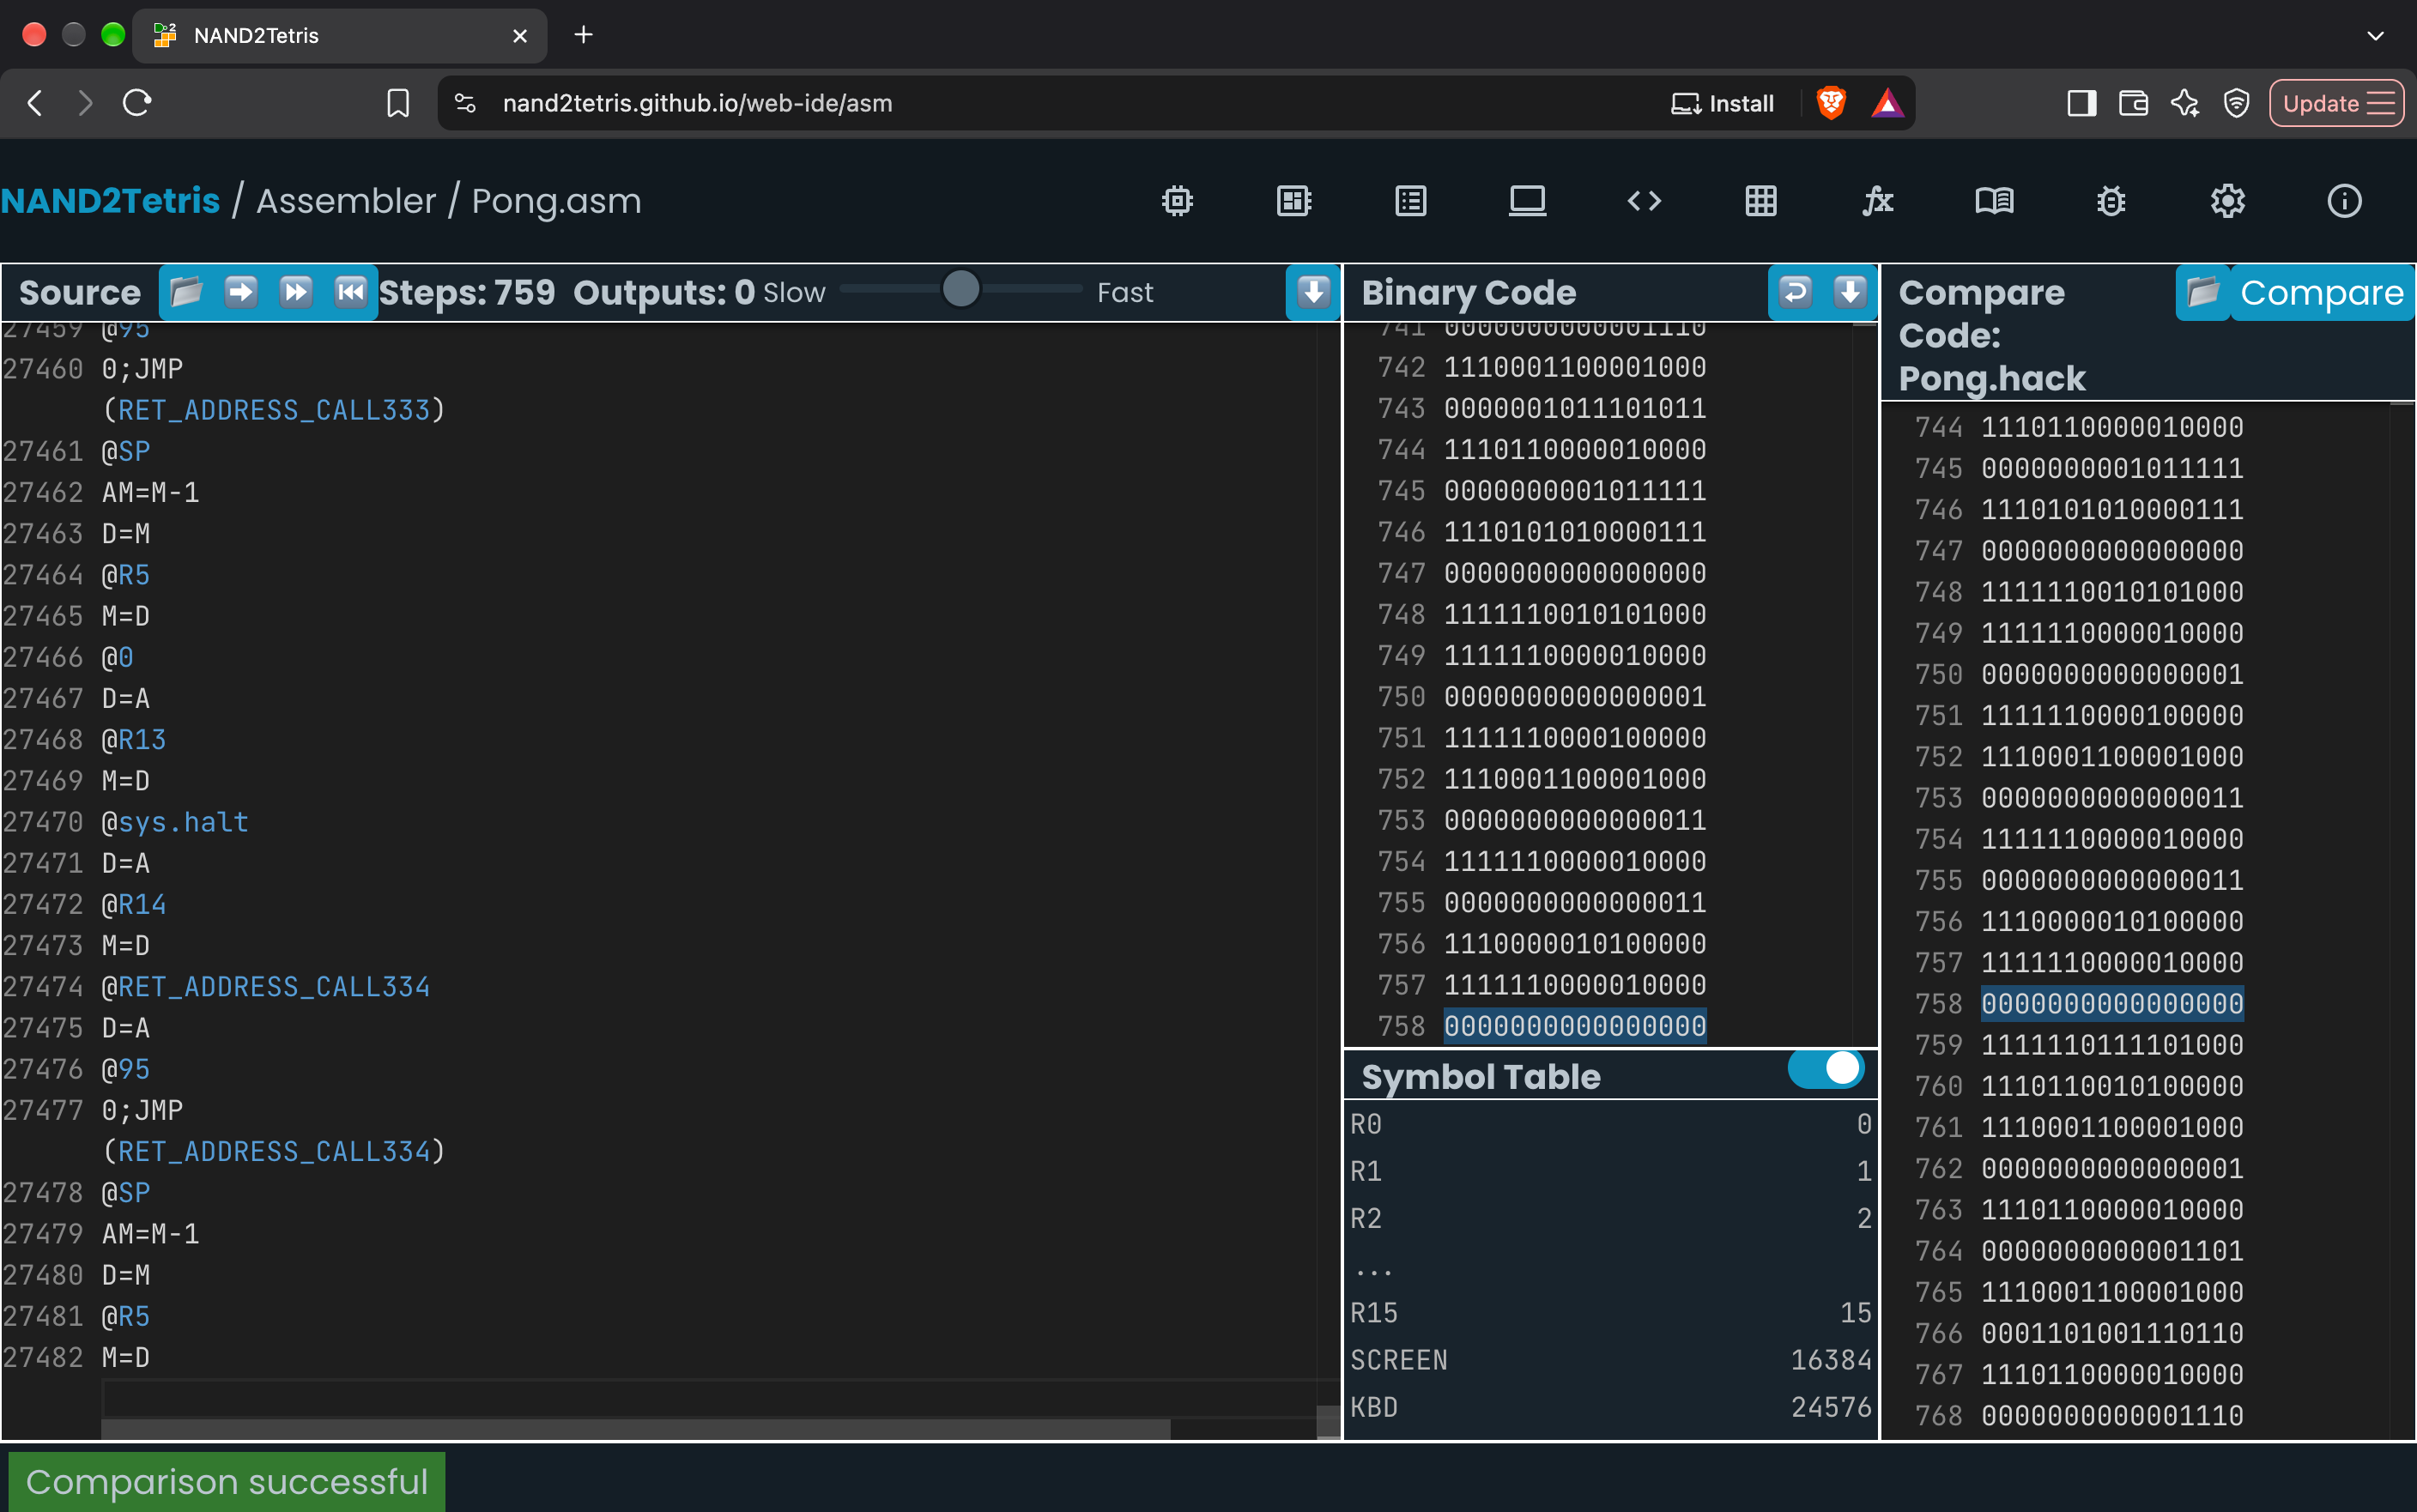 NAND2Tetris
nand2tetris.github.io/web-ide/asm
Install
Update
NAND2Tetris / Assembler / Pong.asm
Source
Steps: 759 Outputs: 0 Slow
Fast
27459 @95
27460 0;JMP
(RET_ADDRESS_CALL333)
27461 @SP
27462 AM=M-1
27463 D=M
27464 @R5
27465 M=D
27466 @0
27467 D=A
27468 @R13
27469 M=D
27470 @sys.halt
27471 D=A
27472 @R14
27473 M=D
27474 @RET_ADDRESS_CALL334
27475 D=A
27476 @95
27477 0;JMP
(RET_ADDRESS_CALL334)
27478 @SP
27479 AM=M-1
27480 D=M
27481 @R5
27482 M=D
Binary Code
741 0000000000001110
742 1110001100001000
743 0000001011101011
744 1110110000010000
745 0000000001011111
746 1110101010000111
747 0000000000000000
748 1111110010101000
749 1111110000010000
750 0000000000000001
751 1111110000100000
752 1110001100001000
753 0000000000000011
754 1111110000010000
755 0000000000000011
756 1110000010100000
757 1111110000010000
758 0000000000000000
Symbol Table
R0 0
R1 1
R2 2
...
R15 15
SCREEN 16384
KBD 24576
Compare
Code:
Pong.hack
Compare
744 1110110000010000
745 0000000001011111
746 1110101010000111
747 0000000000000000
748 1111110010101000
749 1111110000010000
750 0000000000000001
751 1111110000100000
752 1110001100001000
753 0000000000000011
754 1111110000010000
755 0000000000000011
756 1110000010100000
757 1111110000010000
758 0000000000000000
759 1111110111101000
760 1110110010100000
761 1110001100001000
762 0000000000000001
763 1110110000010000
764 0000000000001101
765 1110001100001000
766 0001101001110110
767 1110110000010000
768 0000000000001110
Comparison successful